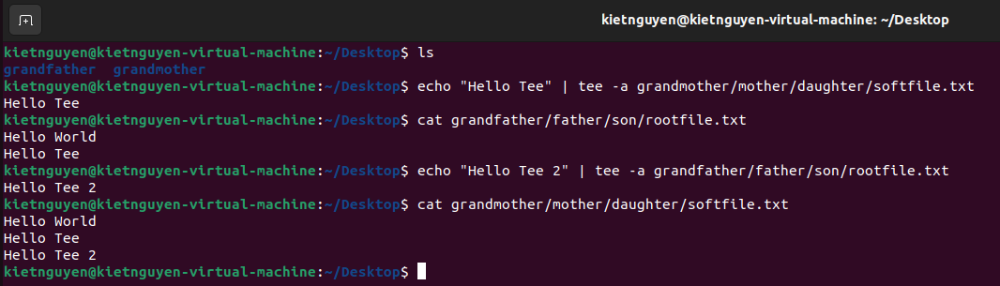 kietnguyen@kietnguyen-virtual-machine: ~/Desktop
kietnguyen@kietnguyen-virtual-machine:~/Desktop$ ls
grandfather  grandmother
kietnguyen@kietnguyen-virtual-machine:~/Desktop$ echo "Hello Tee" | tee -a grandmother/mother/daughter/softfile.txt
Hello Tee
kietnguyen@kietnguyen-virtual-machine:~/Desktop$ cat grandfather/father/son/rootfile.txt
Hello World
Hello Tee
kietnguyen@kietnguyen-virtual-machine:~/Desktop$ echo "Hello Tee 2" | tee -a grandfather/father/son/rootfile.txt
Hello Tee 2
kietnguyen@kietnguyen-virtual-machine:~/Desktop$ cat grandmother/mother/daughter/softfile.txt
Hello World
Hello Tee
Hello Tee 2
kietnguyen@kietnguyen-virtual-machine:~/Desktop$